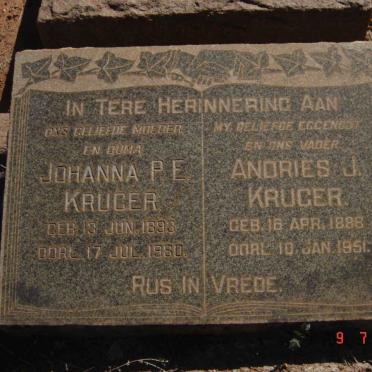 IN TERE HERINNERING AAN
ONS GELIEFDE MOEDER
EN OUMA
JOHANNA P. E.
KRUGER
GEB. 13 JUN. 1893
OORL. 17 JUL. 1980.
MY GELIEFDE EGGENOOT
EN ONS VADER
ANDRIES J.
KRUGER.
GEB. 16 APR. 1888
OORL. 10 JAN. 1951.
RUS IN VREDE.
9 7